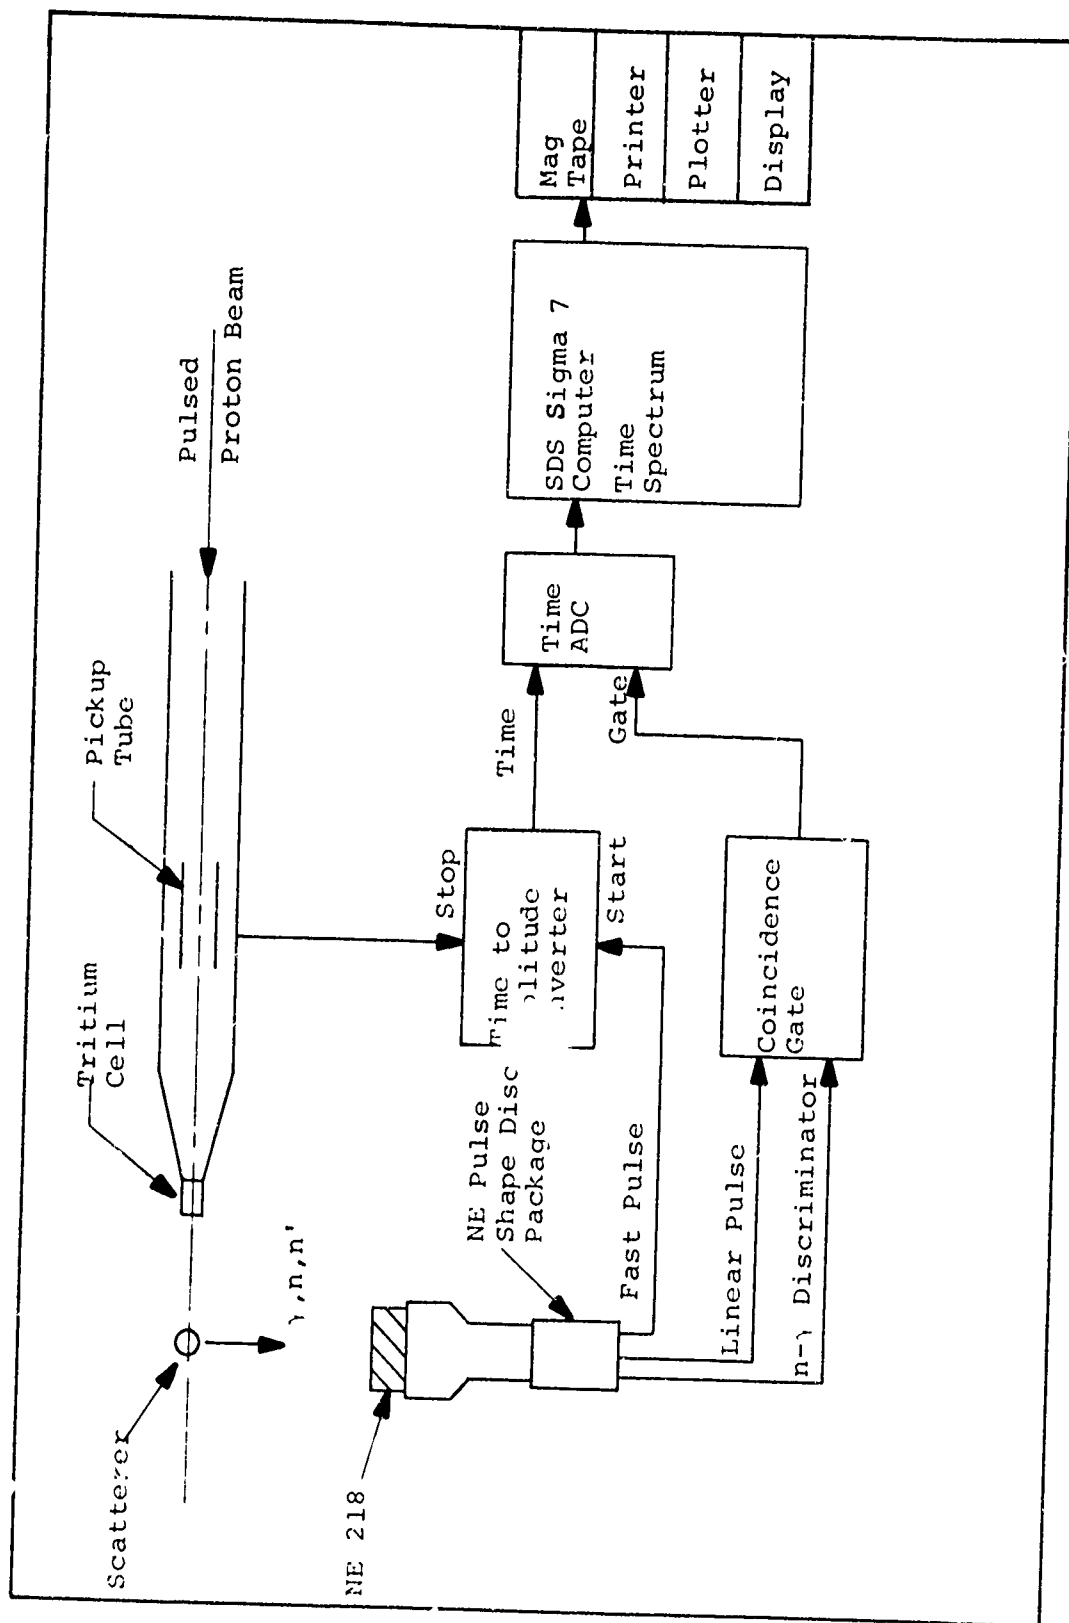 Scatterer
Tritium
Cell
Pickup
Tube
Pulsed
Proton Beam
γ,n,n'
NE 218
NE Pulse
Shape Disc
Package
Fast Pulse
Linear Pulse
n-γ Discriminator
Stop
Time to
Start
Time
Gate
Coincidence
Gate
Time
ADC
SDS Sigma 7
Computer
Time
Spectrum
Mag
Tape
Printer
Plotter
Display